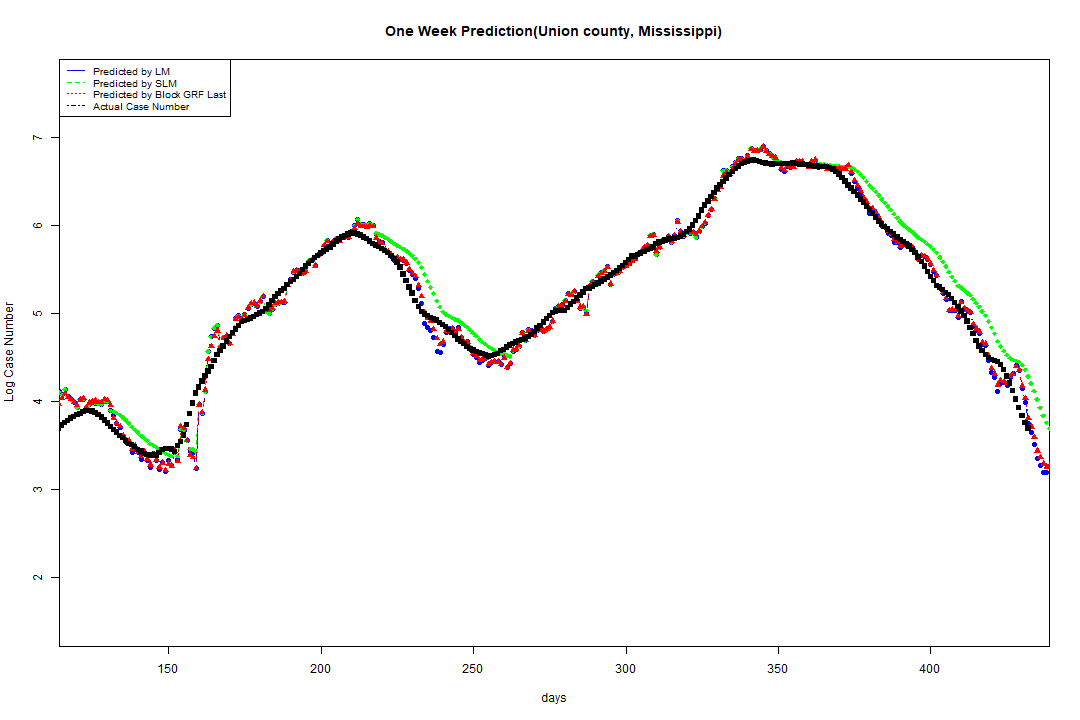 One Week Prediction(Union county, Mississippi)
Predicted by LM
Predicted by SLM
Predicted by Block GRF Last
Actual Case Number
7
6
5
4
3
2
Log Case Number
150 200 250 300 350 400
days